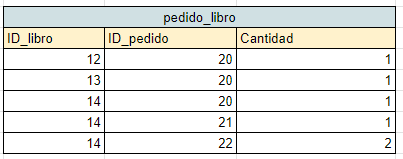 pedido_libro
ID_libro ID_pedido Cantidad
12 20 1
13 20 1
14 20 1
14 21 1
14 22 2